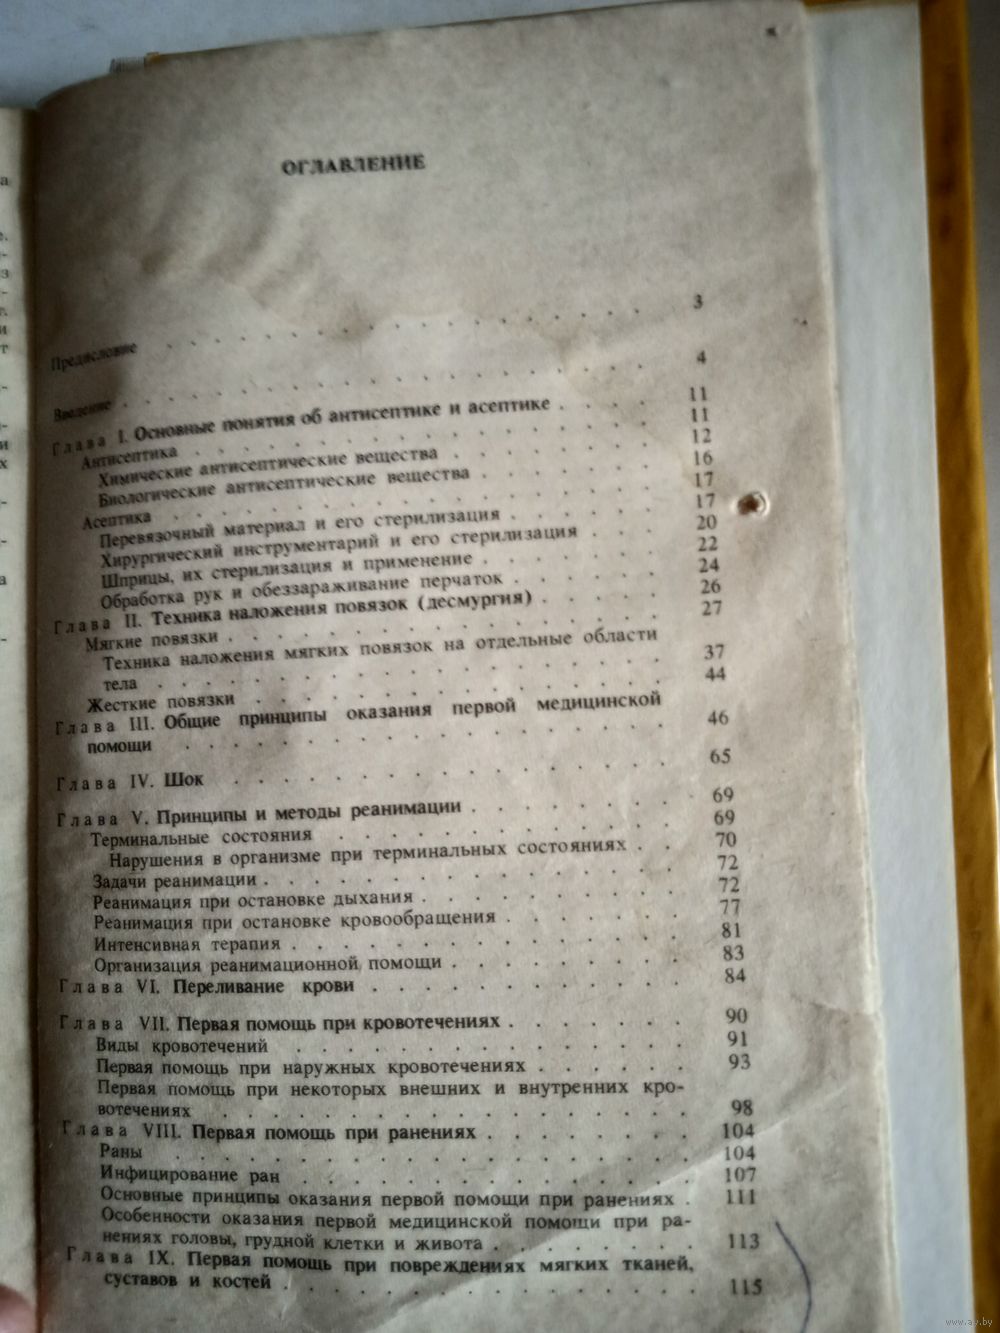 ОГЛАВЛЕНИЕ
Предисловие . . . . . . . . . . . . . . . . 3
Введение . . . . . . . . . . . . . . . . . 4
Глава I. Основные понятия об антисептике и асептике . . . . 11
Антисептика . . . . . . . . . . . . . . . 11
Химические антисептические вещества . . . . . . 12
Биологические антисептические вещества . . . . . . 16
Асептика . . . . . . . . . . . . . . . . 17
Перевязочный материал и его стерилизация . . . . . 17
Хирургический инструментарий и его стерилизация . . . 20
Шприцы, их стерилизация и применение . . . . . . 22
Обработка рук и обеззараживание перчаток . . . . . 24
Глава II. Техника наложения повязок (десмургия) . . . . . 26
Мягкие повязки . . . . . . . . . . . . . . 27
Техника наложения мягких повязок на отдельные области
тела . . . . . . . . . . . . . . . . 37
Жесткие повязки . . . . . . . . . . . . . . 44
Глава III. Общие принципы оказания первой медицинской
помощи . . . . . . . . . . . . . . . . 46
Глава IV. Шок . . . . . . . . . . . . . . . 65
Глава V. Принципы и методы реанимации . . . . . . . 69
Терминальные состояния . . . . . . . . . . . . 69
Нарушения в организме при терминальных состояниях . . 70
Задачи реанимации . . . . . . . . . . . . . . 72
Реанимация при остановке дыхания . . . . . . . . . 72
Реанимация при остановке кровообращения . . . . . . 77
Интенсивная терапия . . . . . . . . . . . . . 81
Организация реанимационной помощи . . . . . . . . 83
Глава VI. Переливание крови . . . . . . . . . . . 84
Глава VII. Первая помощь при кровотечениях . . . . . . 90
Виды кровотечений . . . . . . . . . . . . . 91
Первая помощь при наружных кровотечениях . . . . . . 93
Первая помощь при некоторых внешних и внутренних кро-
вотечениях . . . . . . . . . . . . . . . 98
Глава VIII. Первая помощь при ранениях . . . . . . . 104
Раны . . . . . . . . . . . . . . . . . 104
Инфицирование ран . . . . . . . . . . . . . 107
Основные принципы оказания первой помощи при ранениях . 111
Особенности оказания первой медицинской помощи при ра-
нениях головы, грудной клетки и живота . . . . . . . 113
Глава IX. Первая помощь при повреждениях мягких тканей,
суставов и костей . . . . . . . . . . . . . . 115
www.ay.by